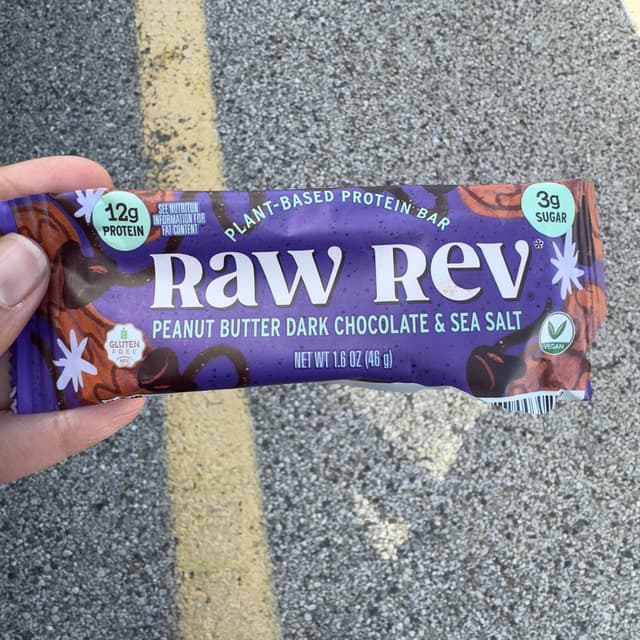 12g
PROTEIN
SEE NUTRITION
INFORMATION FOR
FAT CONTENT
PLANT-BASED PROTEIN BAR
3g
SUGAR
RAW REV
PEANUT BUTTER DARK CHOCOLATE & SEA SALT
GLUTEN
FREE
VEGAN
NET WT 1.6 OZ (46 g)